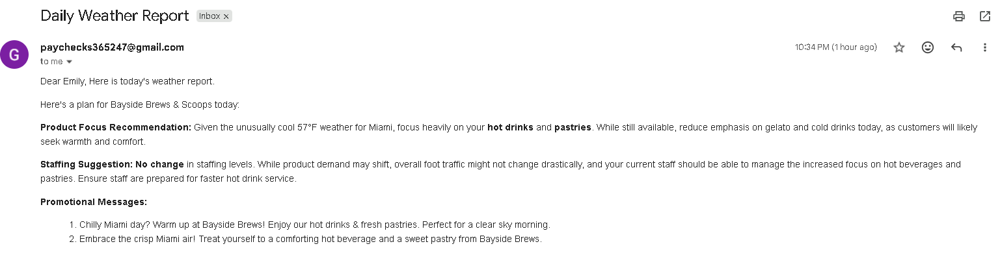 Daily Weather Report Inbox ×
G
paychecks365247@gmail.com 10:34 PM (1 hour ago)
to me
Dear Emily, Here is today's weather report.
Here's a plan for Bayside Brews & Scoops today:
Product Focus Recommendation: Given the unusually cool 57°F weather for Miami, focus heavily on your hot drinks and pastries. While still available, reduce emphasis on gelato and cold drinks today, as customers will likely
seek warmth and comfort.
Staffing Suggestion: No change in staffing levels. While product demand may shift, overall foot traffic might not change drastically, and your current staff should be able to manage the increased focus on hot beverages and
pastries. Ensure staff are prepared for faster hot drink service.
Promotional Messages:
1. Chilly Miami day? Warm up at Bayside Brews! Enjoy our hot drinks & fresh pastries. Perfect for a clear sky morning.
2. Embrace the crisp Miami air! Treat yourself to a comforting hot beverage and a sweet pastry from Bayside Brews.